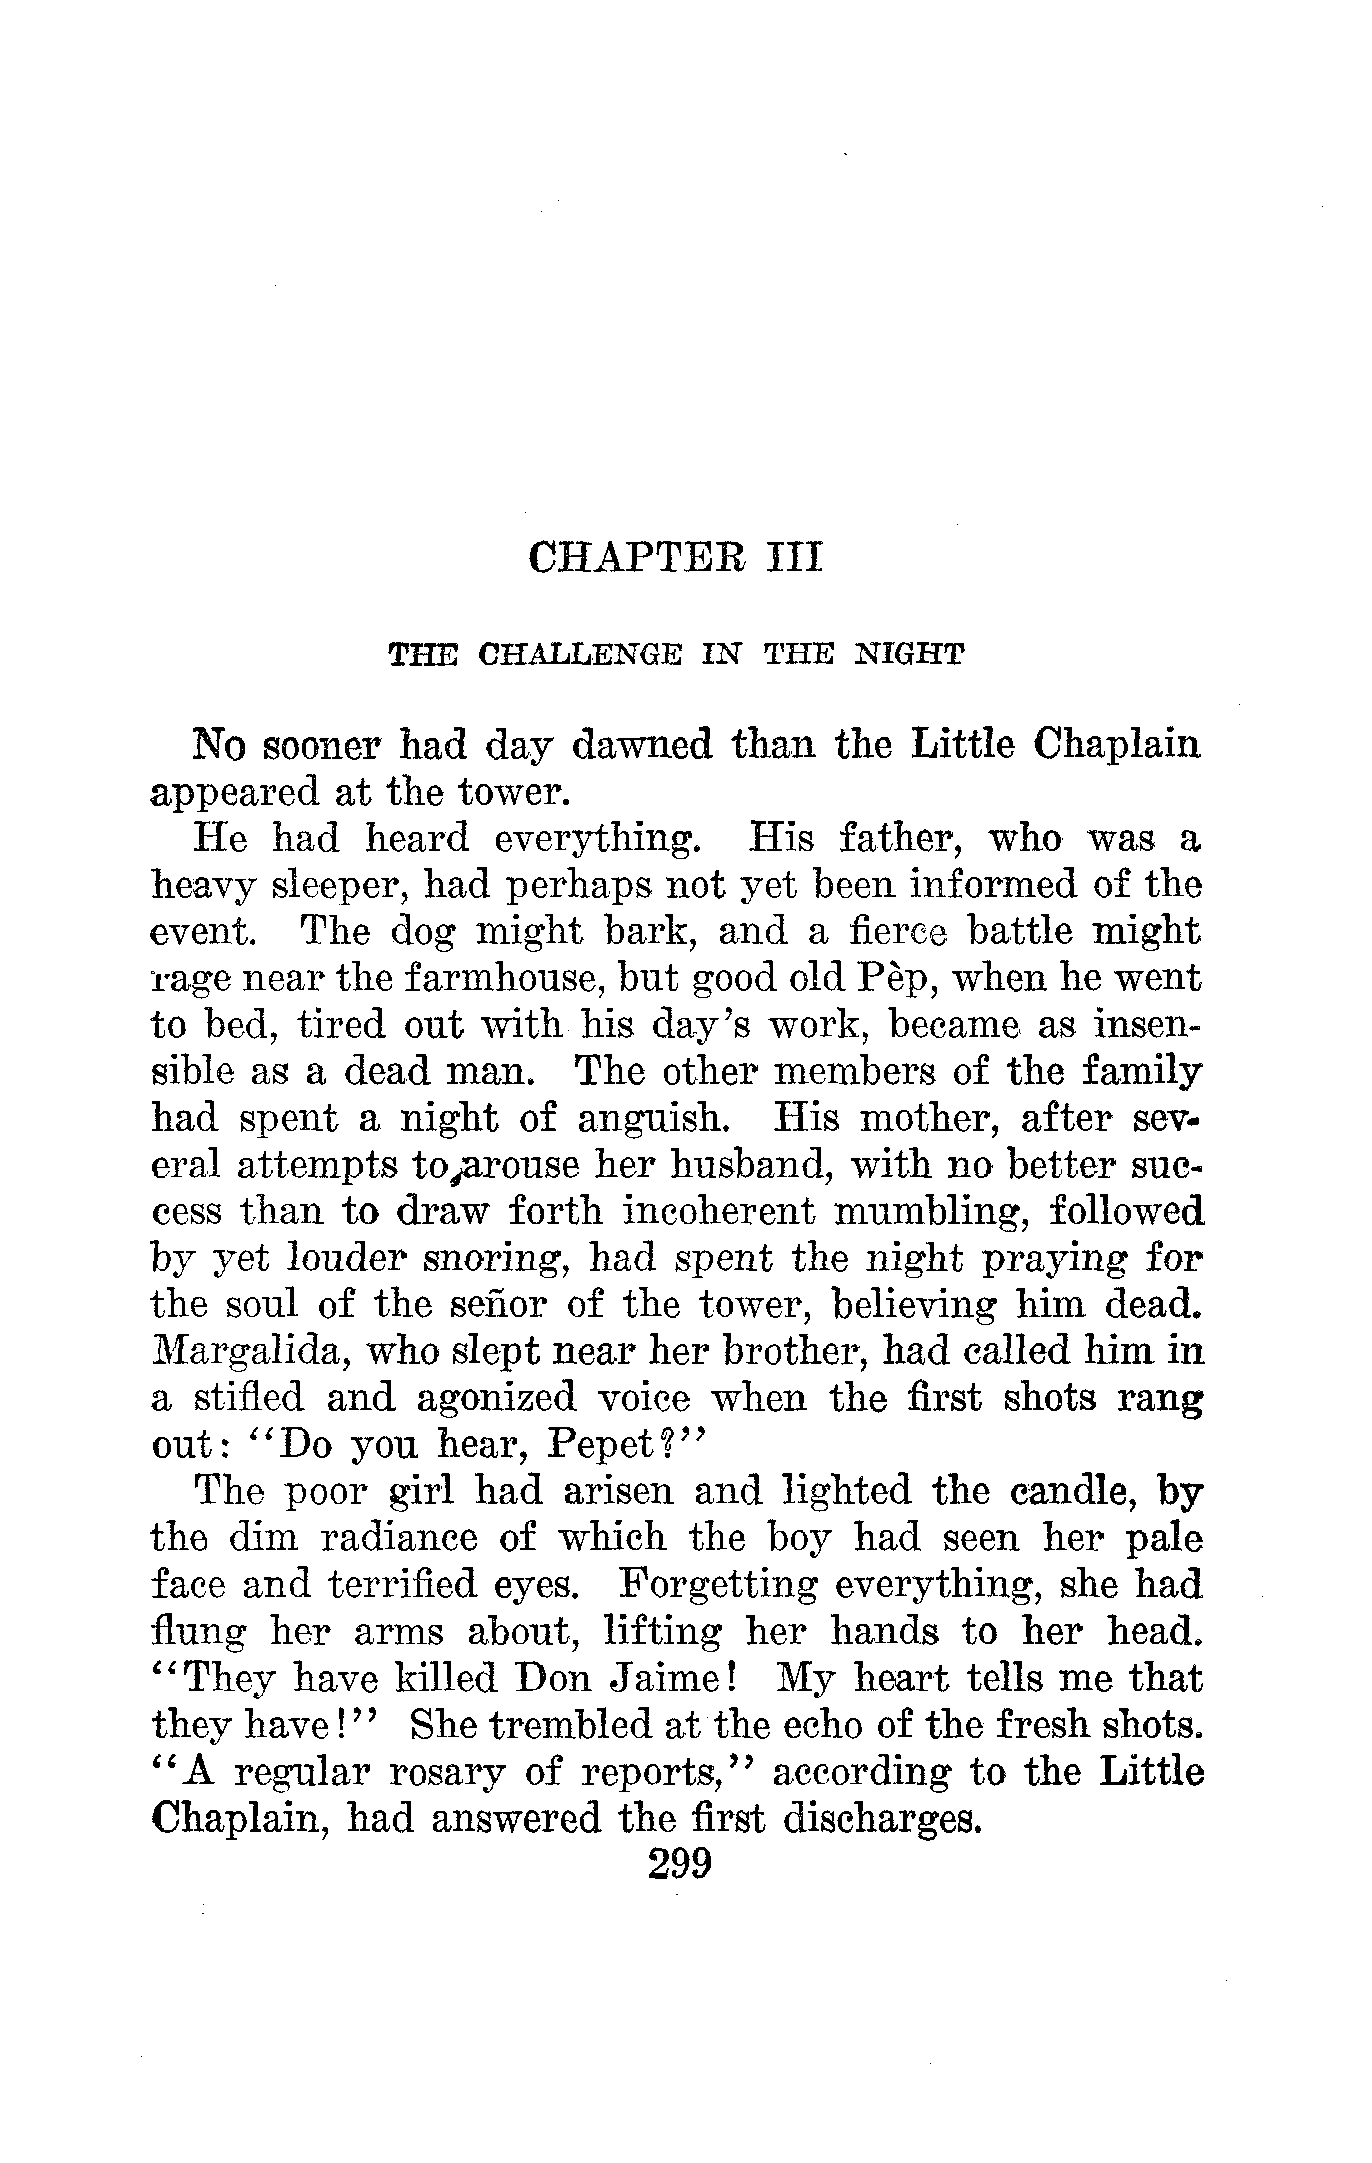 CHAPTER III
THE CHALLENGE IN THE NIGHT
No sooner had day dawned than the Little Chaplain
appeared at the tower.
He had heard everything. His father, who was a
heavy sleeper, had perhaps not yet been informed of the
event. The dog might bark, and a fierce battle might
rage near the farmhouse, but good old Pèp, when he went
to bed, tired out with his day's work, became as insen-
sible as a dead man. The other members of the family
had spent a night of anguish. His mother, after sev-
eral attempts to arouse her husband, with no better suc-
cess than to draw forth incoherent mumbling, followed
by yet louder snoring, had spent the night praying for
the soul of the señor of the tower, believing him dead.
Margalida, who slept near her brother, had called him in
a stifled and agonized voice when the first shots rang
out: "Do you hear, Pepet?"
The poor girl had arisen and lighted the candle, by
the dim radiance of which the boy had seen her pale
face and terrified eyes. Forgetting everything, she had
flung her arms about, lifting her hands to her head.
"They have killed Don Jaime! My heart tells me that
they have!" She trembled at the echo of the fresh shots.
"A regular rosary of reports," according to the Little
Chaplain, had answered the first discharges.
299